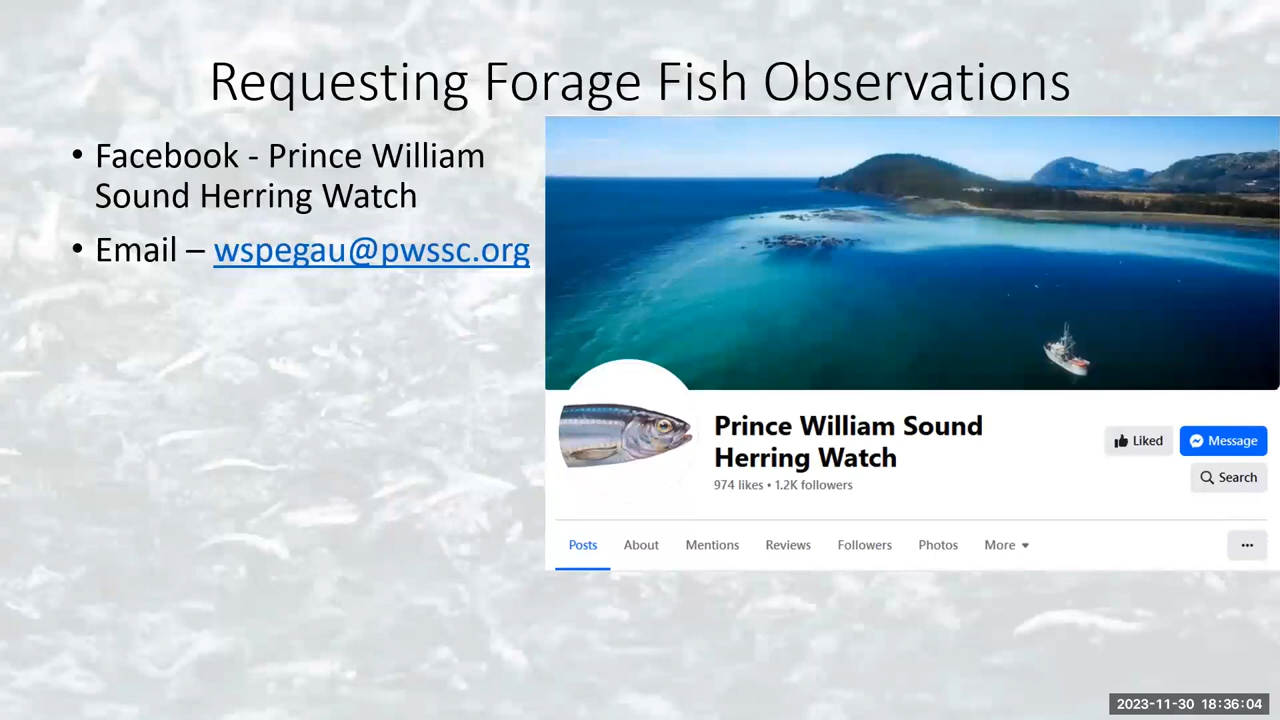 Requesting Forage Fish Observations
• Facebook - Prince William
Sound Herring Watch
• Email – wspegau@pwssc.org
Prince William Sound
Herring Watch
974 likes • 1.2K followers
Liked
Message
Search
Posts
About
Mentions
Reviews
Followers
Photos
More
2023-11-30 18:36:04